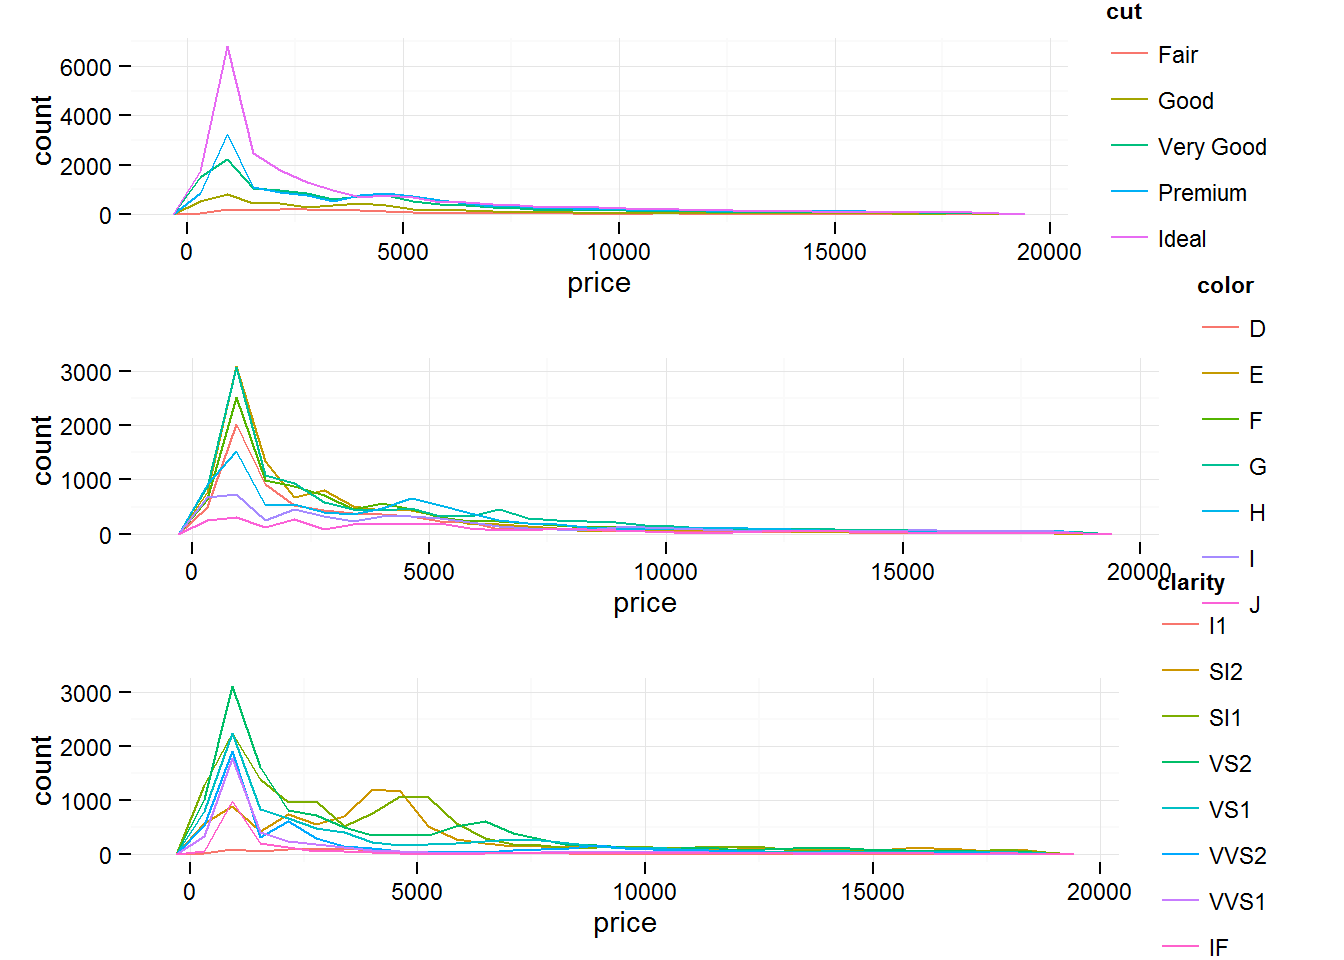 cut
Fair
Good
Very Good
Premium
Ideal
6000
4000
2000
0
count
0 5000 10000 15000 20000
price
color
D
E
F
G
H
I
J
3000
2000
1000
0
count
0 5000 10000 15000 20000
price
clarity
I1
SI2
SI1
VS2
VS1
VVS2
VVS1
IF
3000
2000
1000
0
count
0 5000 10000 15000 20000
price